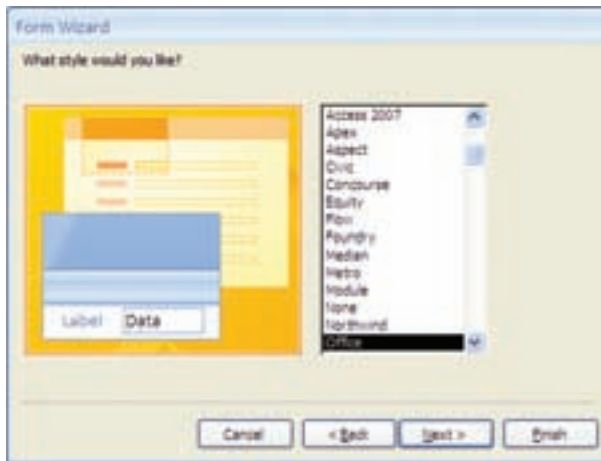 Form Wizard
What style would you like?
Access 2007
Apex
Aspect
Civic
Concourse
Equity
Flow
Foundry
Median
Metro
Module
None
Northwind
Office
Label Data
Cancel
< Back
Next >
Finish